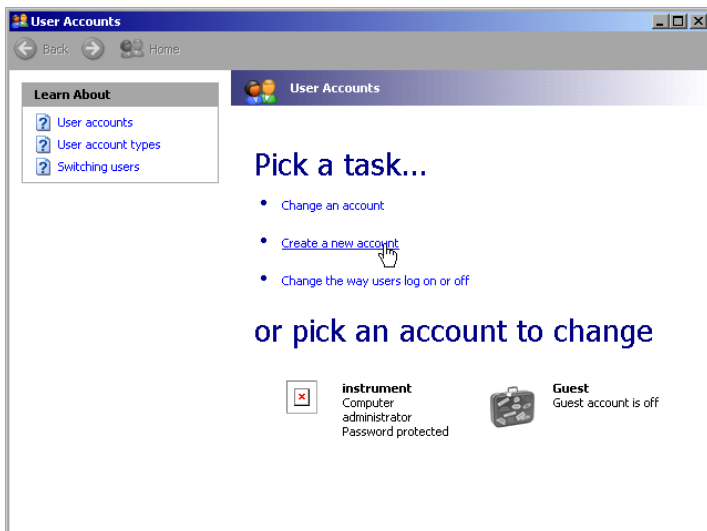 User Accounts
Back
Home
Learn About
User accounts
User account types
Switching users
User Accounts
Pick a task...
Change an account
Create a new account
Change the way users log on or off
or pick an account to change
instrument
Computer
administrator
Password protected
Guest
Guest account is off